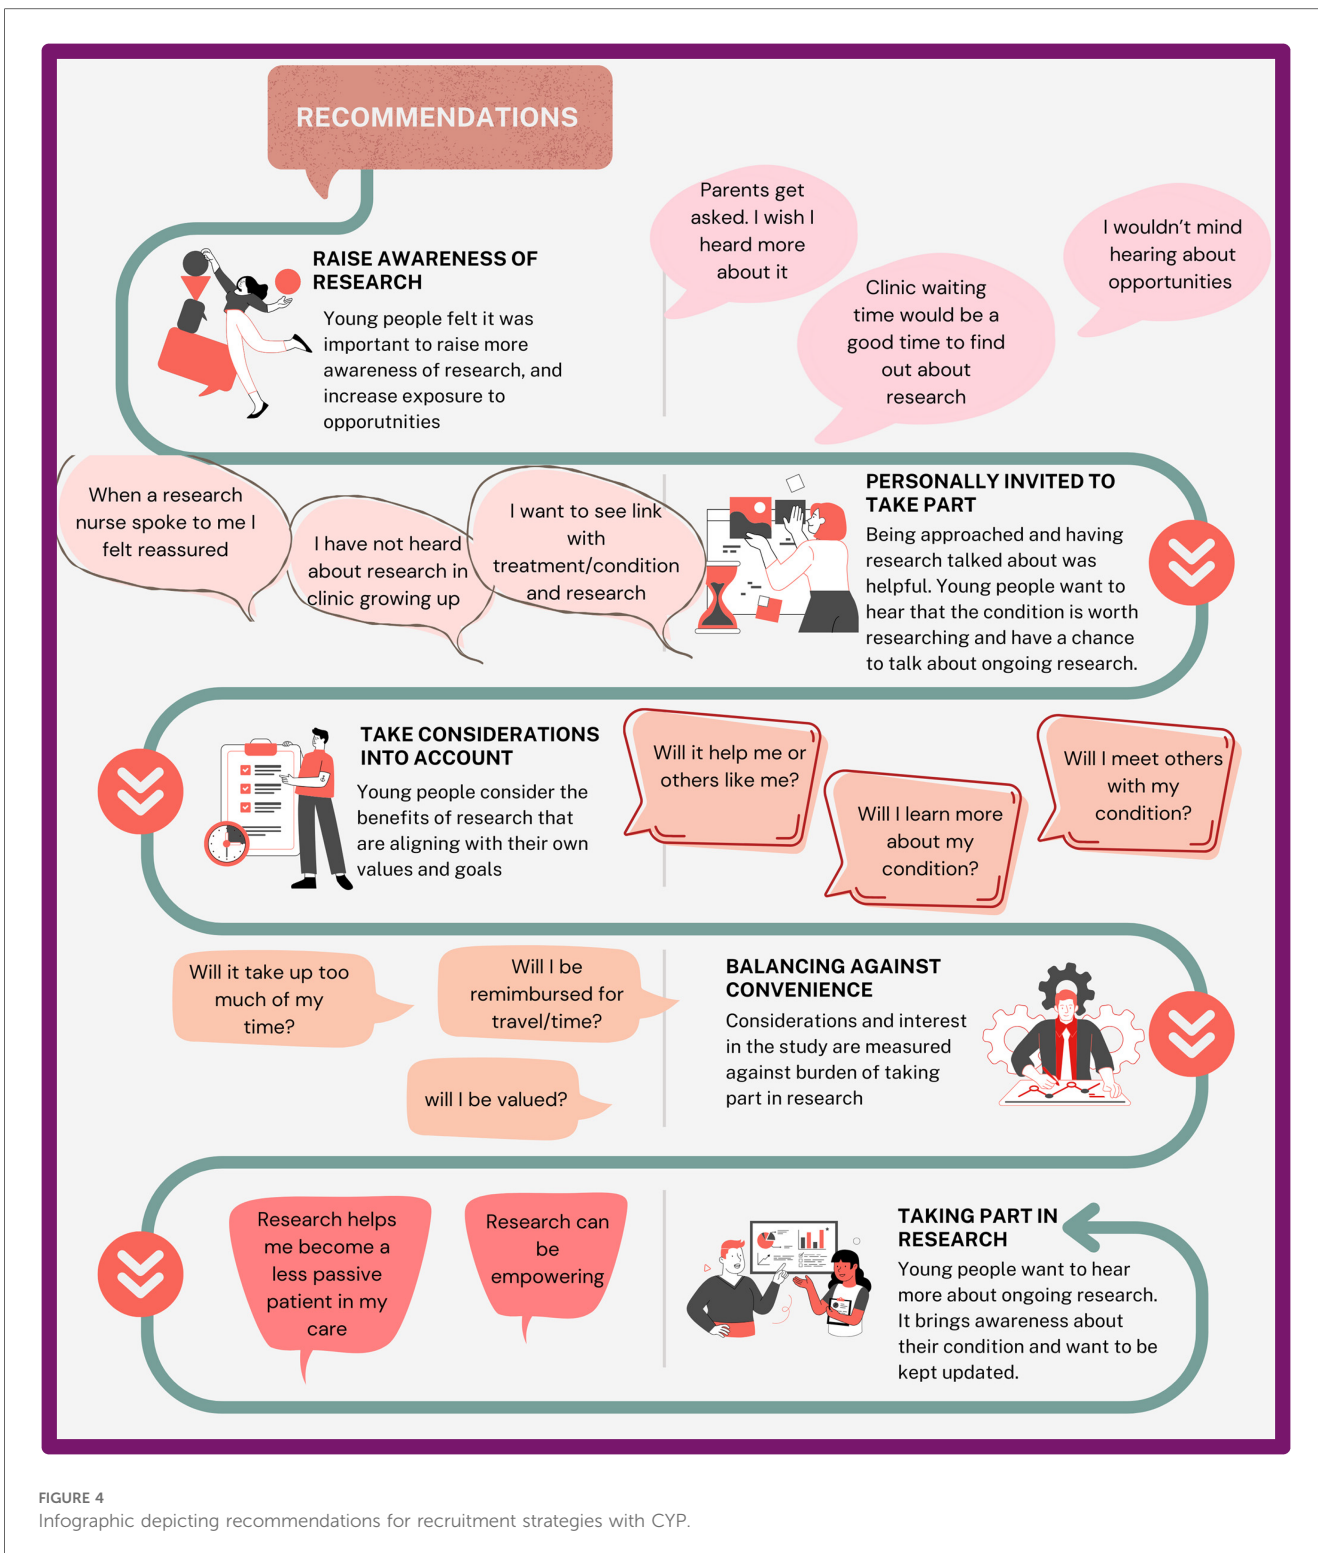 RECOMMENDATIONS
RAISE AWARENESS OF
RESEARCH
Young people felt it was
important to raise more
awareness of research, and
increase exposure to
opporutnities
Parents get
asked. I wish I
heard more
about it
Clinic waiting
time would be a
good time to find
out about
research
I wouldn't mind
hearing about
opportunities
When a research
nurse spoke to me I
felt reassured
I have not heard
about research in
clinic growing up
I want to see link
with
treatment/condition
and research
PERSONALLY INVITED TO
TAKE PART
Being approached and having
research talked about was
helpful. Young people want to
hear that the condition is worth
researching and have a chance
to talk about ongoing research.
TAKE CONSIDERATIONS
INTO ACCOUNT
Young people consider the
benefits of research that
are aligning with their own
values and goals
Will it help me or
others like me?
Will I learn more
about my
condition?
Will I meet others
with my
condition?
Will it take up too
much of my
time?
Will I be
remimbursed for
travel/time?
will I be valued?
BALANCING AGAINST
CONVENIENCE
Considerations and interest
in the study are measured
against burden of taking
part in research
Research helps
me become a
less passive
patient in my
care
Research can
be
empowering
TAKING PART IN
RESEARCH
Young people want to hear
more about ongoing research.
It brings awareness about
their condition and want to be
kept updated.
FIGURE 4
Infographic depicting recommendations for recruitment strategies with CYP.